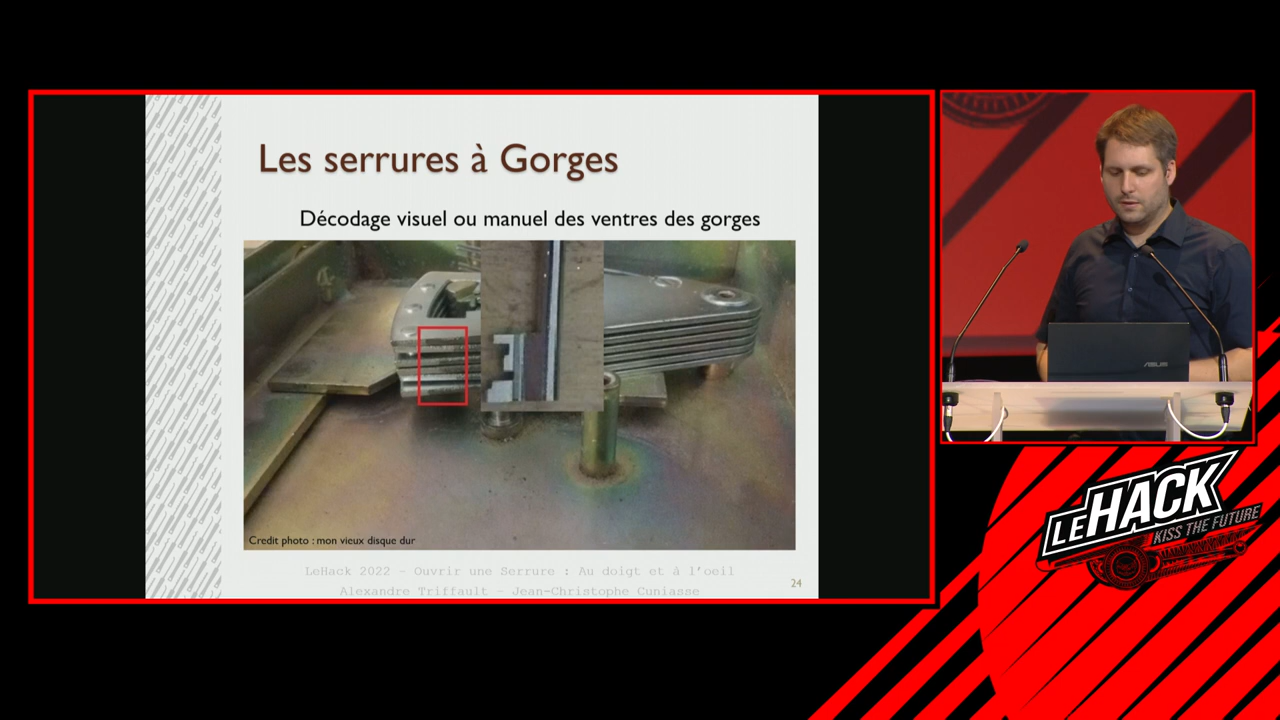 Les serrures à Gorges
Décodage visuel ou manuel des ventres des gorges
Credit photo : mon vieux disque dur
LeHack 2022 – Ouvrir une Serrure : Au doigt et à l'oeil
Alexandre Triffault – Jean-Christophe Cuniasse
24
ASUS
LEHACK
KISS THE FUTURE